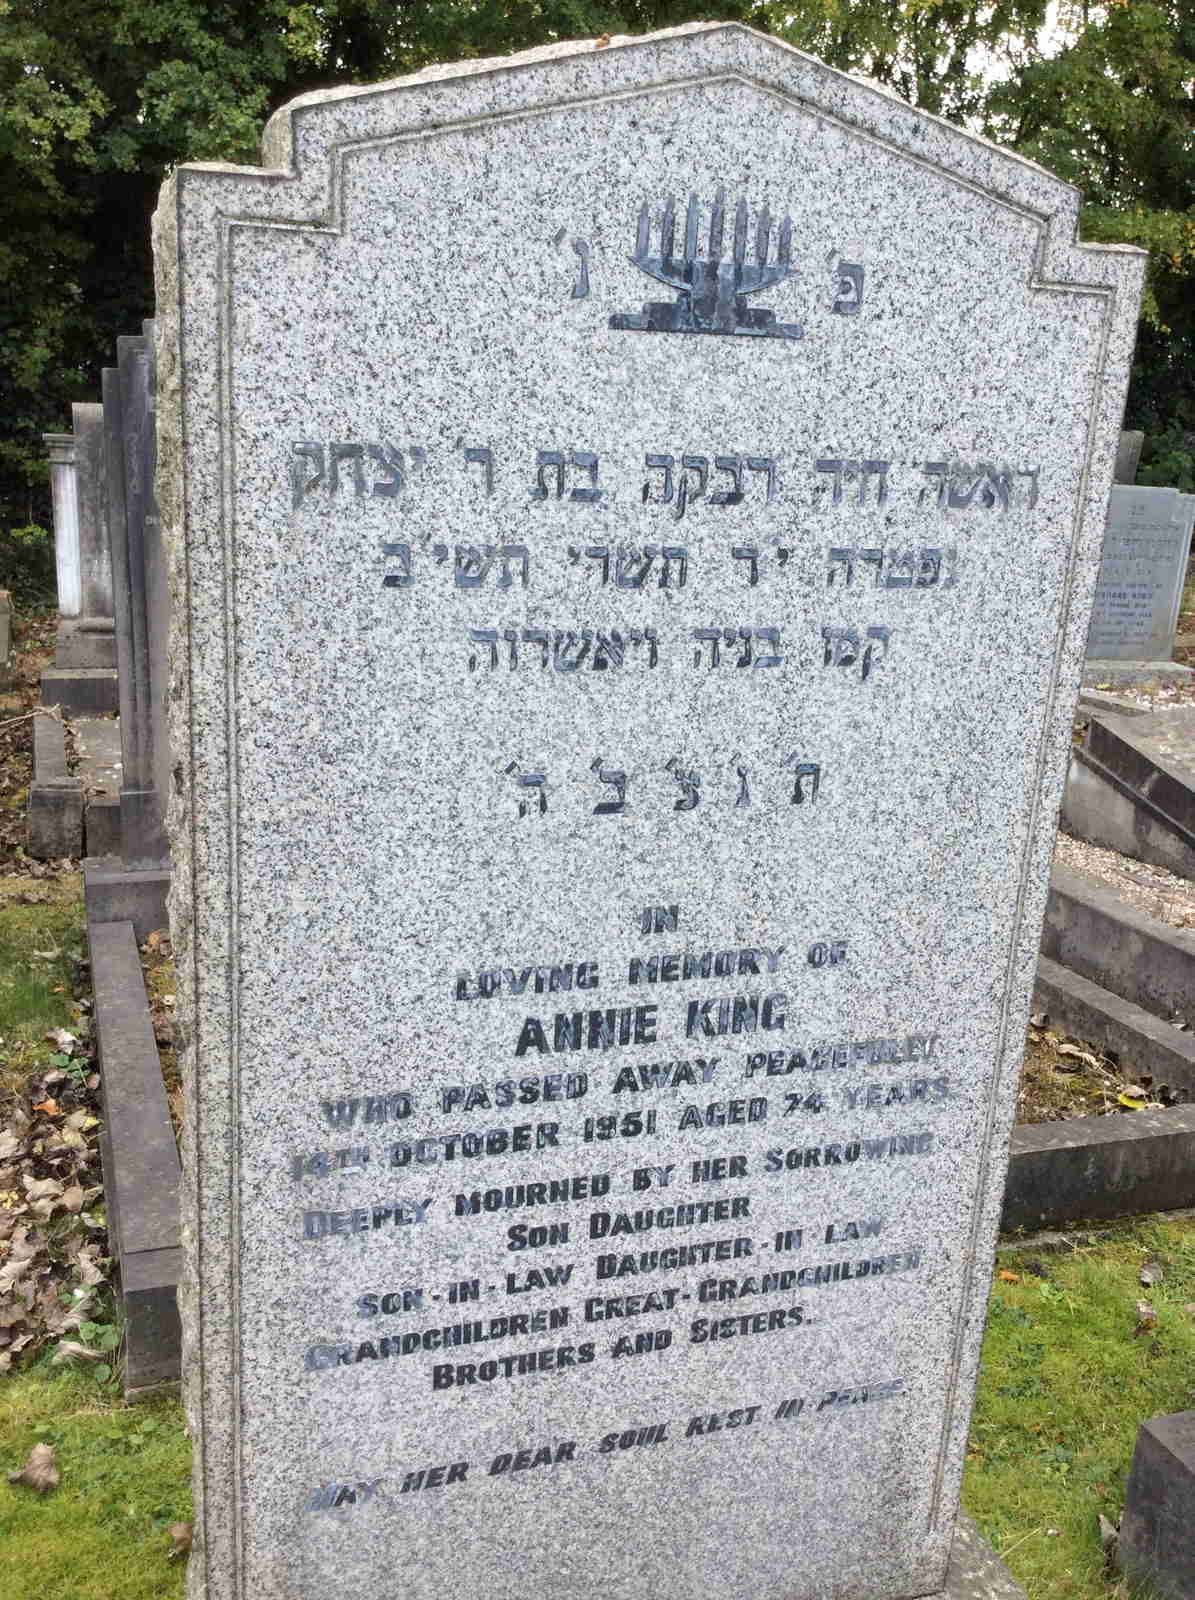 פ׳ נ׳
האשה חיה רבקה בת ר׳ יצחק
נפטרה י״ד תשרי תשי״ב
קמו בניה ויאשרוה
ת׳ נ׳ צ׳ ב׳ ה׳
IN
LOVING MEMORY OF
ANNIE KING
WHO PASSED AWAY PEACEFULLY
14TH OCTOBER 1951 AGED 74 YEARS.
DEEPLY MOURNED BY HER SORROWING
SON DAUGHTER
SON-IN-LAW DAUGHTER-IN-LAW
GRANDCHILDREN GREAT-GRANDCHILDREN
BROTHERS AND SISTERS.
MAY HER DEAR SOUL REST IN PEACE.